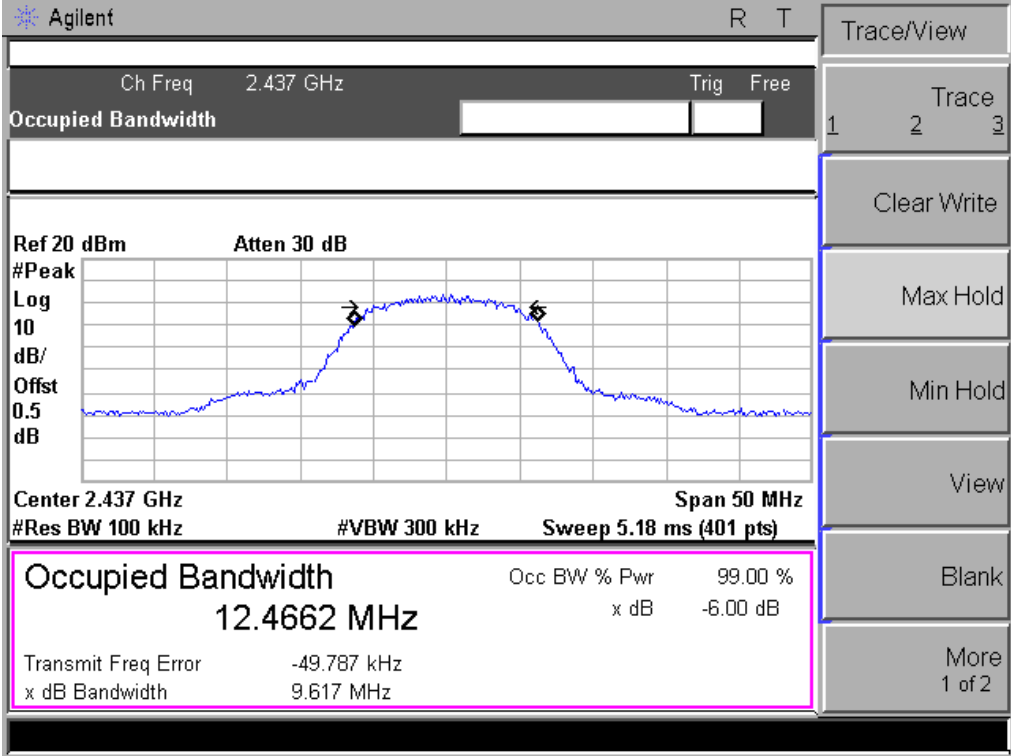 Agilent R T
Trace/View
Ch Freq 2.437 GHz Trig Free
Occupied Bandwidth
Trace
1 2 3
Clear Write
Max Hold
Min Hold
View
Blank
More
1 of 2
Ref 20 dBm Atten 30 dB
#Peak
Log
10
dB/
Offst
0.5
dB
Center 2.437 GHz Span 50 MHz
#Res BW 100 kHz #VBW 300 kHz Sweep 5.18 ms (401 pts)
Occupied Bandwidth Occ BW % Pwr 99.00 %
12.4662 MHz x dB -6.00 dB
Transmit Freq Error -49.787 kHz
x dB Bandwidth 9.617 MHz